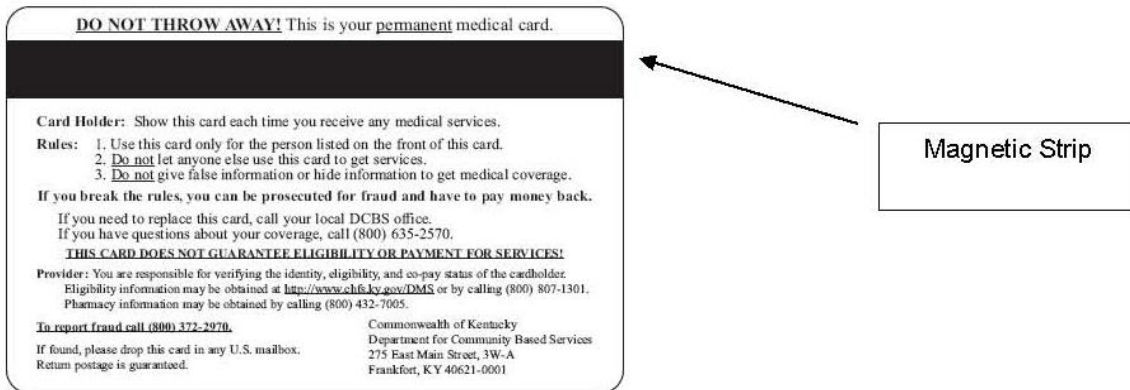 DO NOT THROW AWAY! This is your permanent medical card.
Magnetic Strip
Card Holder: Show this card each time you receive any medical services.
Rules: 1. Use this card only for the person listed on the front of this card.
2. Do not let anyone else use this card to get services.
3. Do not give false information or hide information to get medical coverage.
If you break the rules, you can be prosecuted for fraud and have to pay money back.
If you need to replace this card, call your local DCBS office.
If you have questions about your coverage, call (800) 635-2570.
THIS CARD DOES NOT GUARANTEE ELIGIBILITY OR PAYMENT FOR SERVICES!
Provider: You are responsible for verifying the identity, eligibility, and co-pay status of the cardholder.
Eligibility information may be obtained at http://www.chfs.ky.gov/DMS or by calling (800) 807-1301.
Pharmacy information may be obtained by calling (800) 432-7005.
To report fraud call (800) 372-2970.
If found, please drop this card in any U.S. mailbox.
Return postage is guaranteed.
Commonwealth of Kentucky
Department for Community Based Services
275 East Main Street, 3W-A
Frankfort, KY 40621-0001